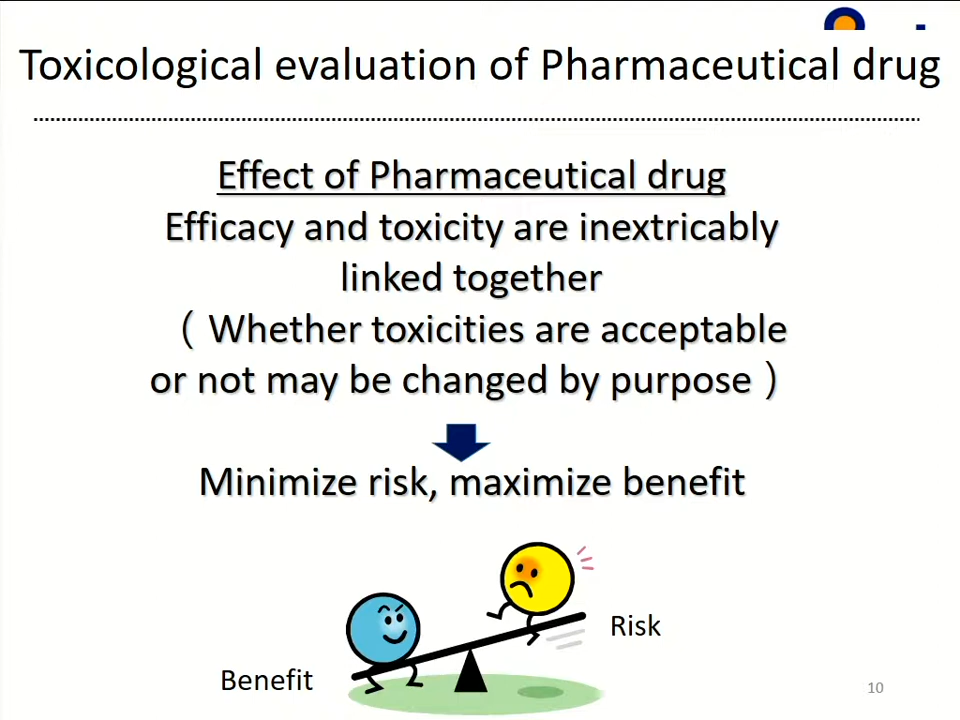 Toxicological evaluation of Pharmaceutical drug
Effect of Pharmaceutical drug
Efficacy and toxicity are inextricably
linked together
( Whether toxicities are acceptable
or not may be changed by purpose )
Minimize risk, maximize benefit
Risk
Benefit
10